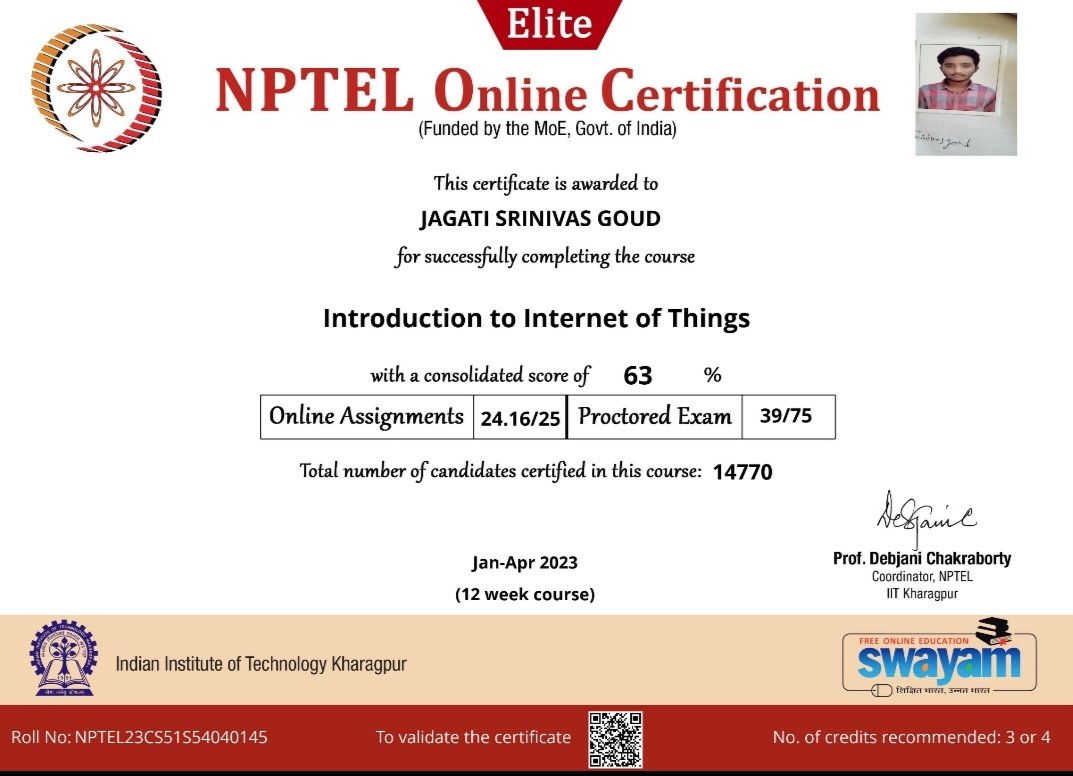 Elite
NPTEL Online Certification
(Funded by the MoE, Govt. of India)
This certificate is awarded to
JAGATI SRINIVAS GOUD
for successfully completing the course
Introduction to Internet of Things
with a consolidated score of 63 %
Online Assignments 24.16/25 Proctored Exam 39/75
Total number of candidates certified in this course: 14770
Jan-Apr 2023
(12 week course)
Prof. Debjani Chakraborty
Coordinator, NPTEL
IIT Kharagpur
Indian Institute of Technology Kharagpur
FREE ONLINE EDUCATION
swayam
शिक्षित भारत, उन्नत भारत
Roll No: NPTEL23CS51S54040145
To validate the certificate
No. of credits recommended: 3 or 4